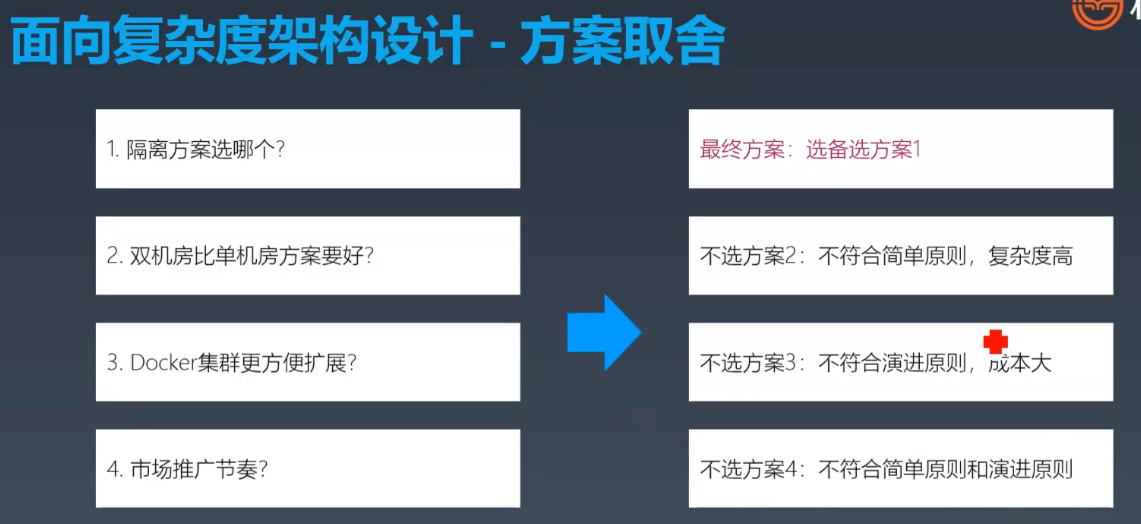 面向复杂度架构设计 - 方案取舍
1. 隔离方案选哪个?
2. 双机房比单机房方案要好?
3. Docker集群更方便扩展?
4. 市场推广节奏?
最终方案：选备选方案1
不选方案2：不符合简单原则，复杂度高
不选方案3：不符合演进原则，成本大
不选方案4：不符合简单原则和演进原则